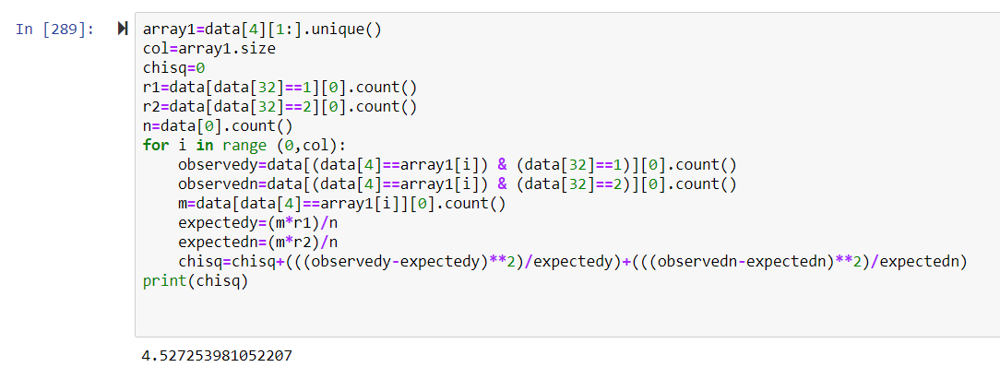 In [289]:
array1=data[4][1:].unique()
col=array1.size
chisq=0
r1=data[data[32]==1][0].count()
r2=data[data[32]==2][0].count()
n=data[0].count()
for i in range (0,col):
    observedy=data[(data[4]==array1[i]) & (data[32]==1)][0].count()
    observedn=data[(data[4]==array1[i]) & (data[32]==2)][0].count()
    m=data[data[4]==array1[i]][0].count()
    expectedy=(m*r1)/n
    expectedn=(m*r2)/n
    chisq=chisq+(((observedy-expectedy)**2)/expectedy)+(((observedn-expectedn)**2)/expectedn)
print(chisq)
4.527253981052207